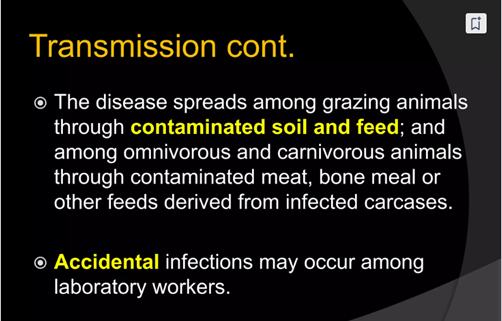 Transmission cont.
The disease spreads among grazing animals
through contaminated soil and feed; and
among omnivorous and carnivorous animals
through contaminated meat, bone meal or
other feeds derived from infected carcases.
Accidental infections may occur among
laboratory workers.